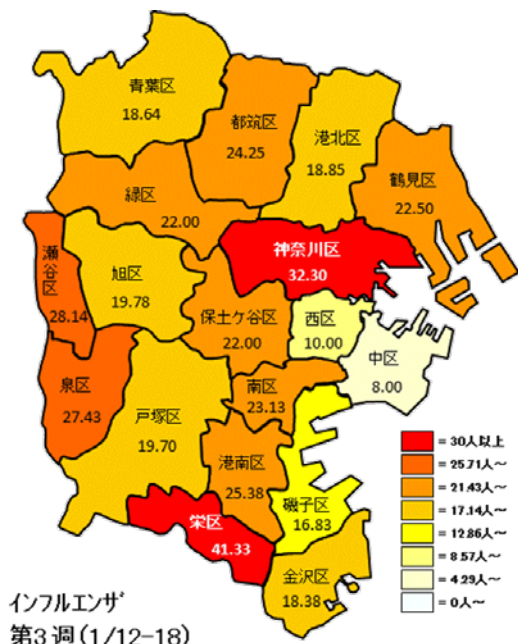 青葉区
18.64
都筑区
24.25
港北区
18.85
鶴見区
22.50
緑区
22.00
神奈川区
32.30
瀬谷区
28.14
旭区
19.78
保土ケ谷区
22.00
西区
10.00
中区
8.00
泉区
27.43
戸塚区
19.70
南区
23.13
港南区
25.38
磯子区
16.83
栄区
41.33
金沢区
18.38
=30人以上
=25.71人~
=21.43人~
=17.14人~
=12.86人~
=8.57人~
=4.29人~
=0人~
インフルエンザ
第3週(1/12-18)